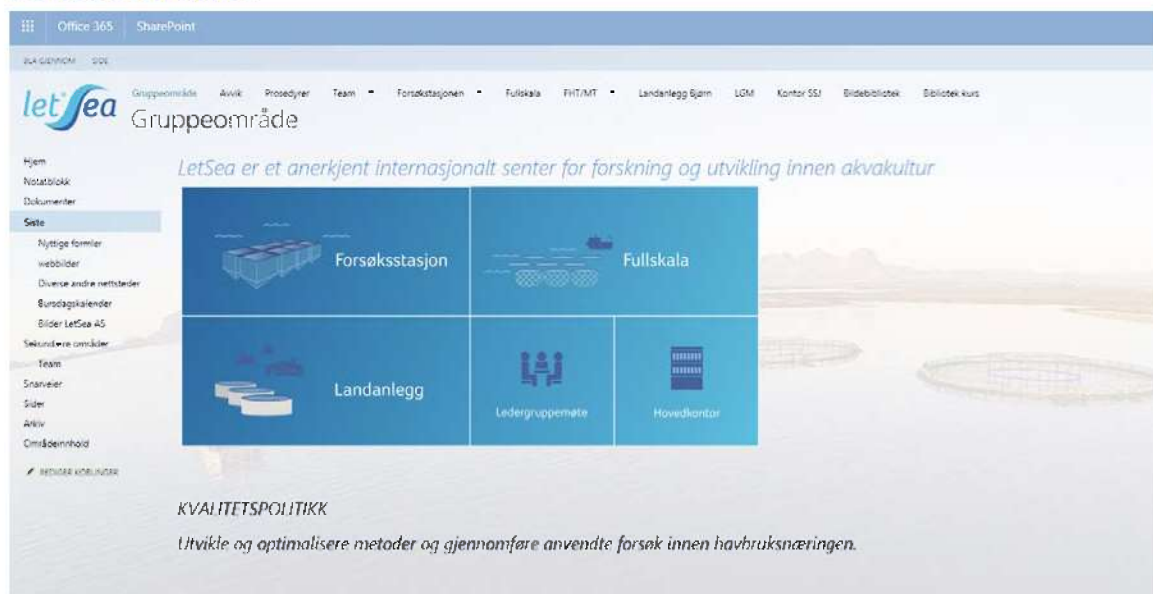 Office 365 SharePoint
BLA GJENNOM SIDE
let sea
Gruppeområde Avvik Prosedyrer Team Forsøkstasjonen Fullskala FHT/MT Landanlegg Bjørn LGM Kontor SSJ Bildebibliotek Bibliotek kurs
Gruppeområde
Hjem
Notatblokk
Dokumenter
Siste
Nyttige formler
webbilder
Diverse andre nettsteder
Bursdagskalender
Bilder LetSea AS
Sekundære områder
Team
Snarveier
Sider
Arkiv
Områdeinnhold
REDIGER KOBLINGER
LetSea er et anerkjent internasjonalt senter for forskning og utvikling innen akvakultur
Forsøksstasjon
Fullskala
Landanlegg
Ledergruppemøte
Hovedkontor
KVALITETSPOLITIKK
Utvikle og optimalisere metoder og gjennomføre anvendte forsøk innen havbruksnæringen.